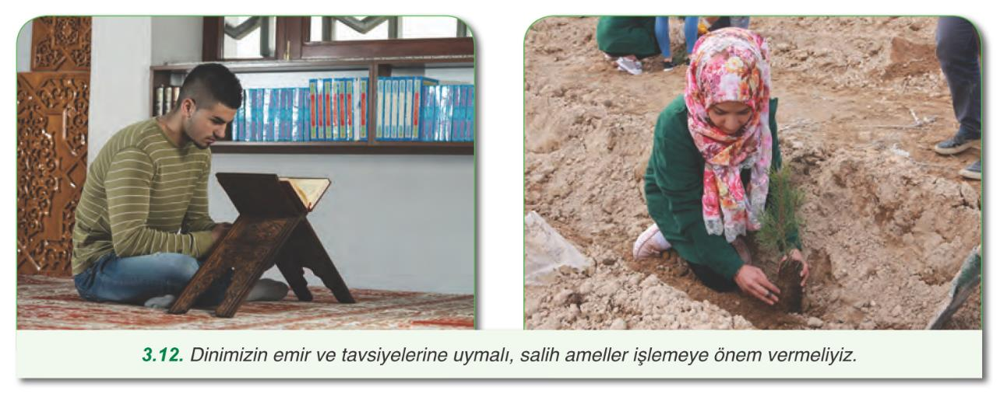 3.12. Dinimizin emir ve tavsiyelerine uymalı, salih ameller işlemeye önem vermeliyiz.